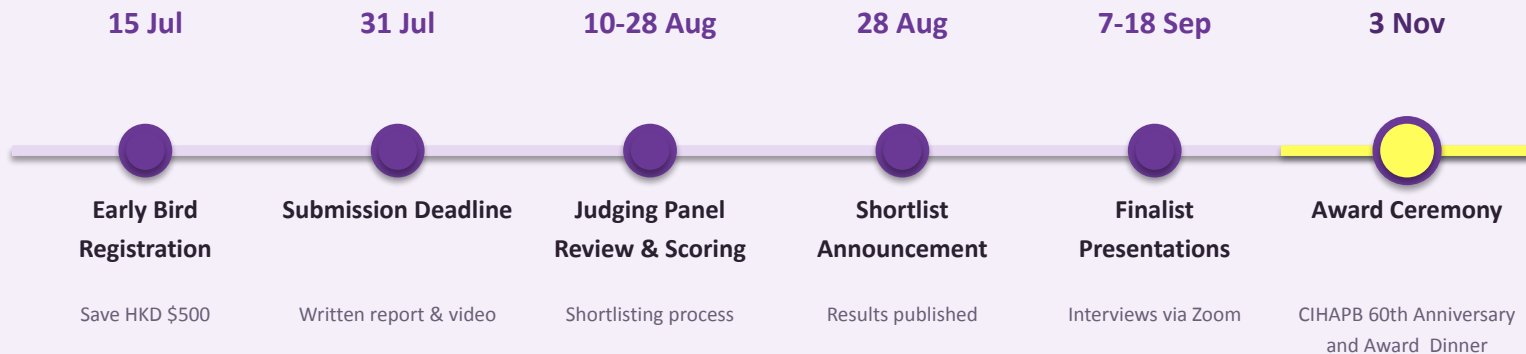 15 Jul
31 Jul
10-28 Aug
28 Aug
7-18 Sep
3 Nov
Early Bird
Registration
Submission Deadline
Judging Panel
Review & Scoring
Shortlist
Announcement
Finalist
Presentations
Award Ceremony
Save HKD $500
Written report & video
Shortlisting process
Results published
Interviews via Zoom
CIHAPB 60th Anniversary
and Award  Dinner